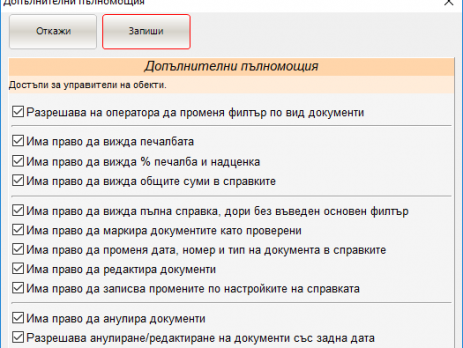 Допълнителни пълномощия
Откажи
Запиши
Допълнителни пълномощия
Достъпи за управители на обекти.
Разрешава на оператора да променя филтър по вид документи
Има право да вижда печалбата
Има право да вижда % печалба и надценка
Има право да вижда общите суми в справките
Има право да вижда пълна справка, дори без въведен основен филтър
Има право да маркира документите като проверени
Има право да променя дата, номер и тип на документа в справките
Има право да редактира документи
Има право да записва промените по настройките на справката
Има право да анулира документи
Разрешава анулиране/редактиране на документи със задна дата